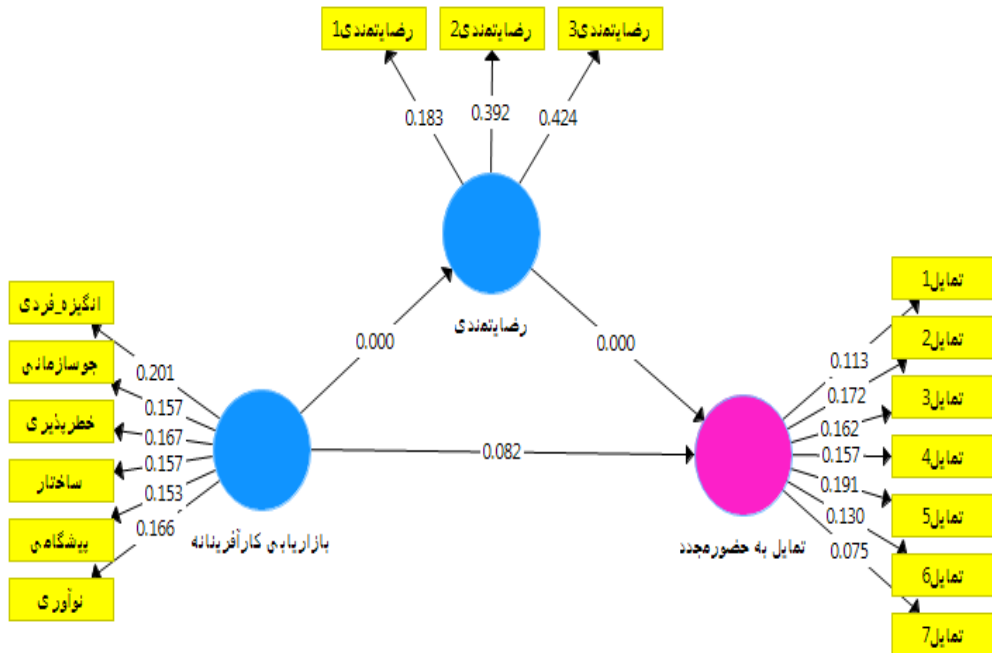 رضایتمندی1
رضایتمندی2
رضایتمندی3
0.183
0.392
0.424
رضایتمندی
0.000
0.000
0.082
انگیزه_فردی
جوسازمانی
خطرپذیری
ساختار
پیشگامی
نوآوری
0.201
0.157
0.167
0.157
0.153
0.166
بازاریابی کارآفرینانه
تمایل به حضورمجدد
0.113
0.172
0.162
0.157
0.191
0.130
0.075
تمایل1
تمایل2
تمایل3
تمایل4
تمایل5
تمایل6
تمایل7